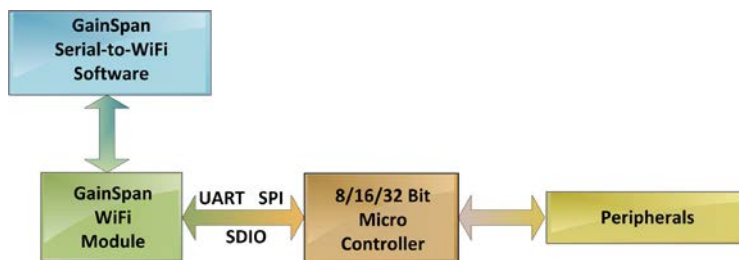 GainSpan
Serial-to-WiFi
Software
GainSpan
WiFi
Module
UART SPI
SDIO
8/16/32 Bit
Micro
Controller
Peripherals